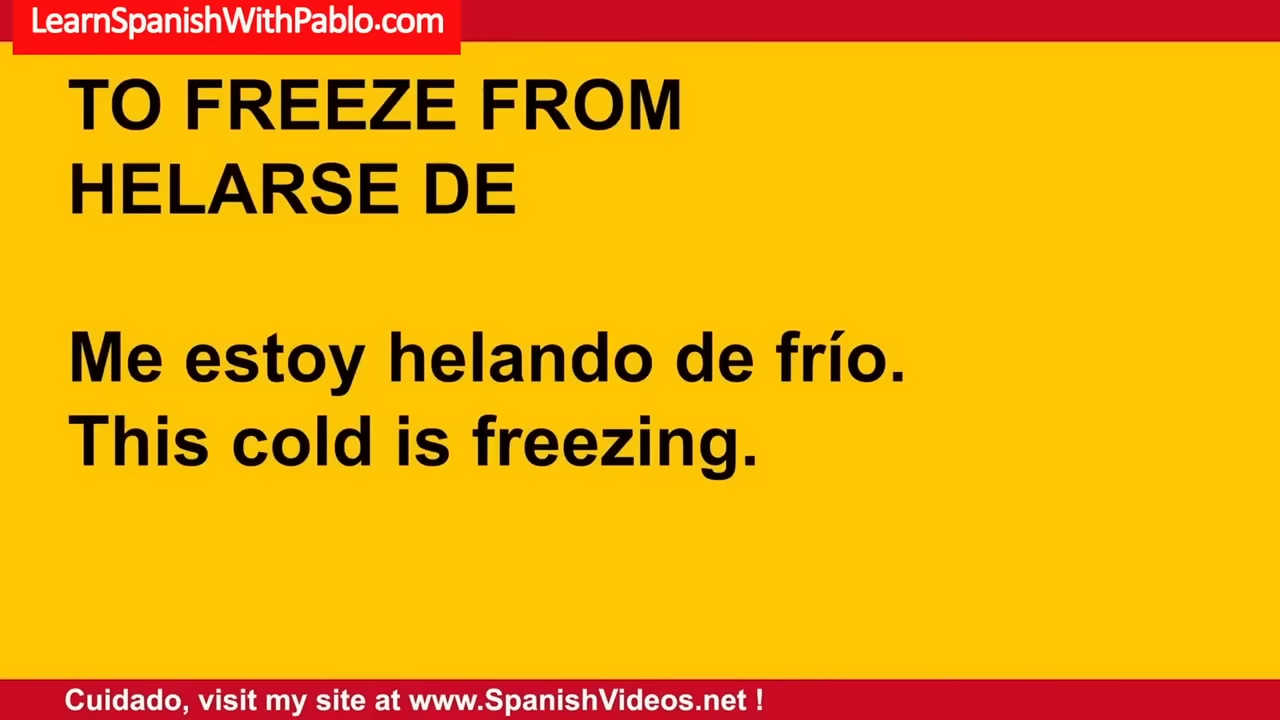 LearnSpanishWithPablo.com
TO FREEZE FROM
HELARSE DE
Me estoy helando de frío.
This cold is freezing.
Cuidado, visit my site at www.SpanishVideos.net !